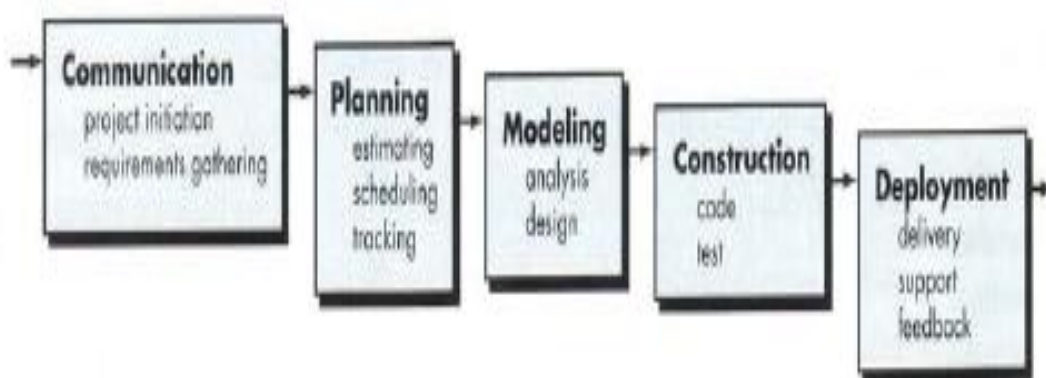 Communication
project initiation
requirements gathering
Planning
estimating
scheduling
tracking
Modeling
analysis
design
Construction
code
test
Deployment
delivery
support
feedback